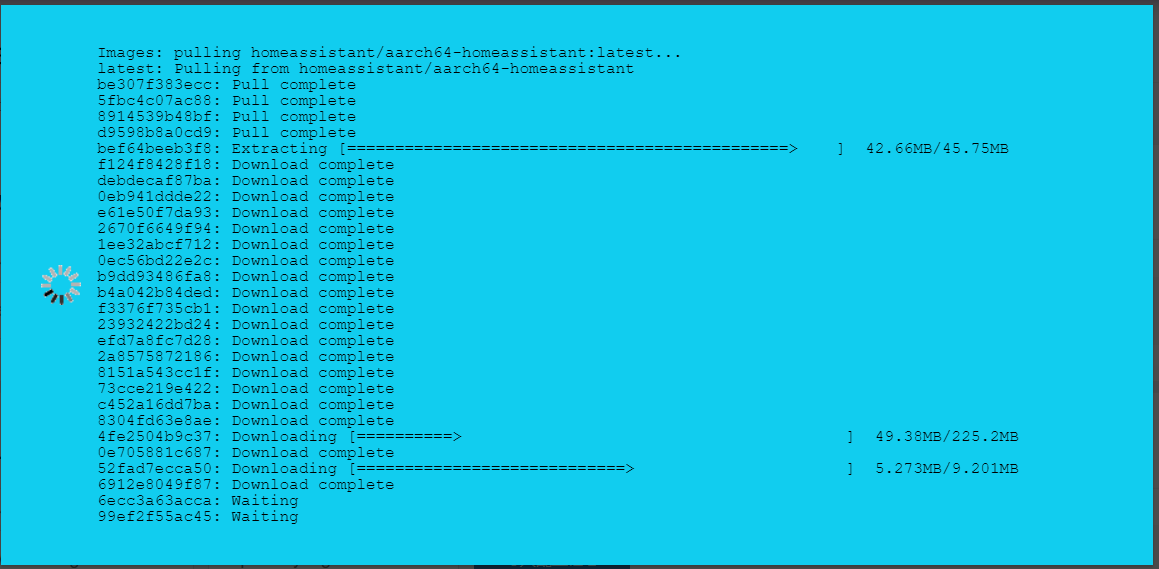 Images: pulling homeassistant/aarch64-homeassistant:latest...
latest: Pulling from homeassistant/aarch64-homeassistant
be307f383ecc: Pull complete
5fbc4c07ac88: Pull complete
8914539b48bf: Pull complete
d9598b8a0cd9: Pull complete
bef64beeb3f8: Extracting [==============================================>    ]  42.66MB/45.75MB
f124f8428f18: Download complete
debdecaf87ba: Download complete
0eb941ddde22: Download complete
e61e50f7da93: Download complete
2670f6649f94: Download complete
1ee32abcf712: Download complete
0ec56bd22e2c: Download complete
b9dd93486fa8: Download complete
b4a042b84ded: Download complete
f3376f735cb1: Download complete
23932422bd24: Download complete
efd7a8fc7d28: Download complete
2a8575872186: Download complete
8151a543cc1f: Download complete
73cce219e422: Download complete
c452a16dd7ba: Download complete
8304fd63e8ae: Download complete
4fe2504b9c37: Downloading [==========>                                        ]  49.38MB/225.2MB
0e705881c687: Download complete
52fad7ecca50: Downloading [============================>                      ]  5.273MB/9.201MB
6912e8049f87: Download complete
6ecc3a63acca: Waiting
99ef2f55ac45: Waiting